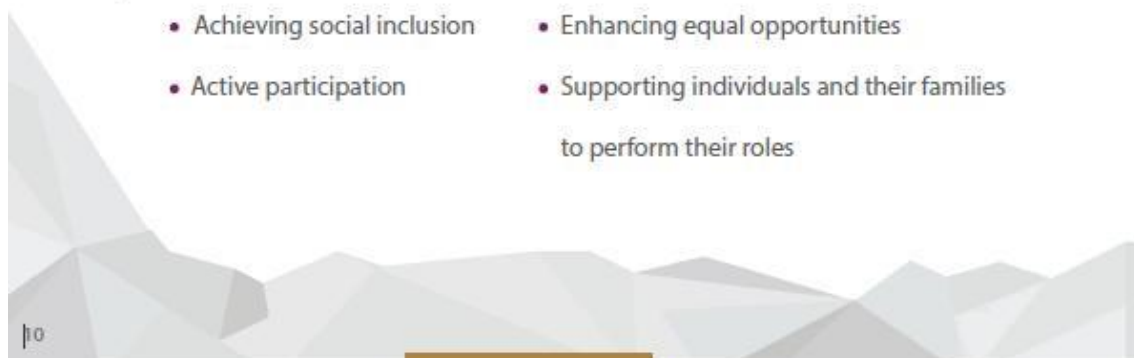 • Achieving social inclusion
• Active participation
• Enhancing equal opportunities
• Supporting individuals and their families
to perform their roles
|10